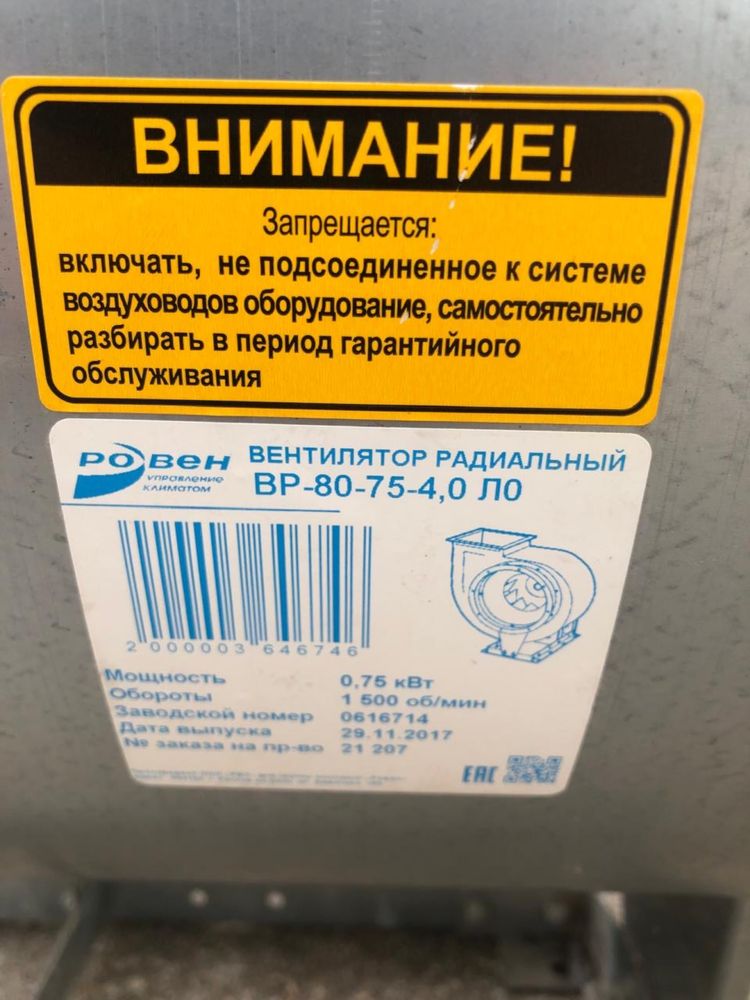 ВНИМАНИЕ!
Запрещается:
включать, не подсоединенное к системе
воздуховодов оборудование, самостоятельно
разбирать в период гарантийного
обслуживания
РОВЕН
управление
климатом
ВЕНТИЛЯТОР РАДИАЛЬНЫЙ
ВР-80-75-4,0 Л0
2 000003 646746
Мощность 0,75 кВт
Обороты 1 500 об/мин
Заводской номер 0616714
Дата выпуска 29.11.2017
№ заказа на пр-во 21 207
EAC